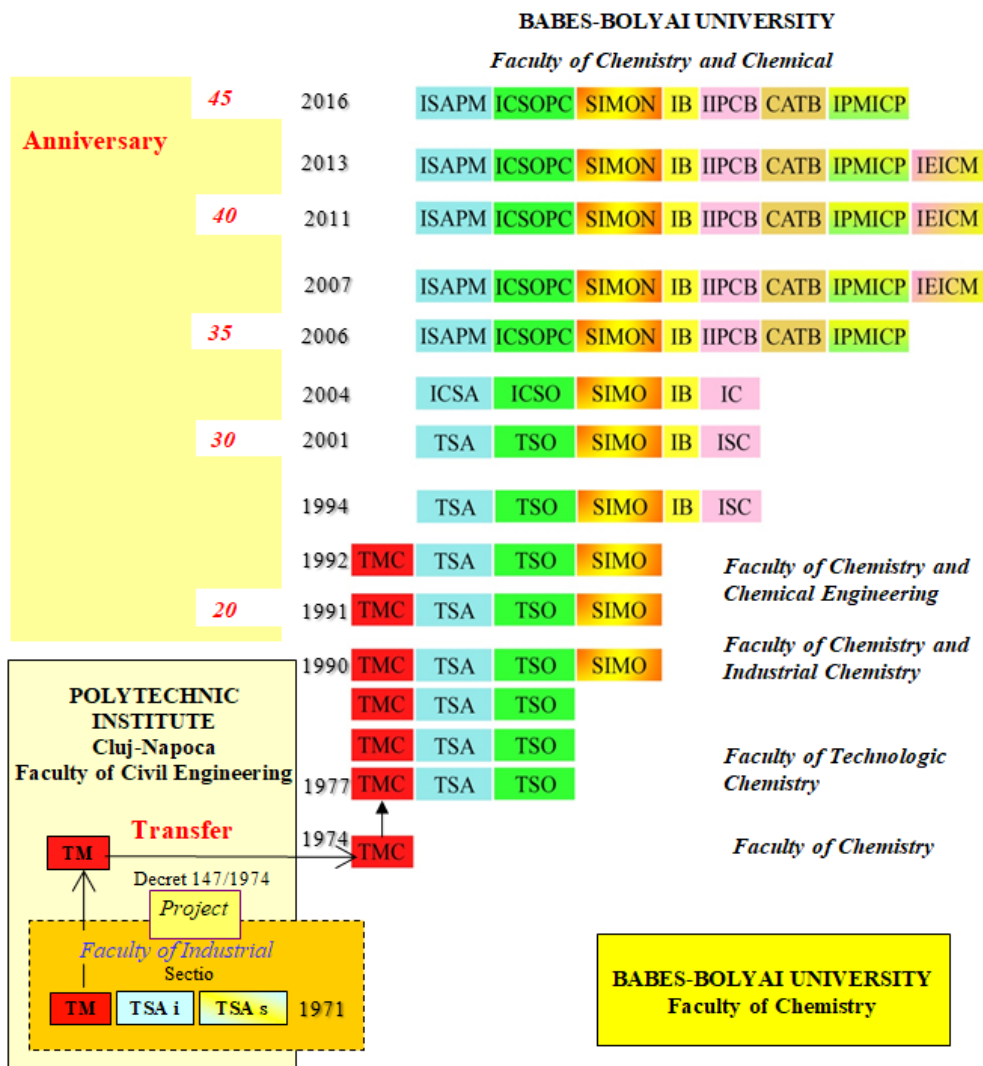 BABES-BOLYAI UNIVERSITY
Faculty of Chemistry and Chemical
45 2016 ISAPM ICSOPC SIMON IB IIPCB CATB IPMICP
Anniversary
2013 ISAPM ICSOPC SIMON IB IIPCB CATB IPMICP IEICM
40 2011 ISAPM ICSOPC SIMON IB IIPCB CATB IPMICP IEICM
2007 ISAPM ICSOPC SIMON IB IIPCB CATB IPMICP IEICM
35 2006 ISAPM ICSOPC SIMON IB IIPCB CATB IPMICP
2004 ICSA ICSO SIMO IB IC
30 2001 TSA TSO SIMO IB ISC
1994 TSA TSO SIMO IB ISC
1992 TMC TSA TSO SIMO
Faculty of Chemistry and
Chemical Engineering
20 1991 TMC TSA TSO SIMO
1990 TMC TSA TSO SIMO
Faculty of Chemistry and
Industrial Chemistry
TMC TSA TSO
TMC TSA TSO
1977 TMC TSA TSO
Faculty of Technologic
Chemistry
POLYTECHNIC
INSTITUTE
Cluj-Napoca
Faculty of Civil Engineering
Transfer
1974 TMC
Faculty of Chemistry
TM
Decret 147/1974
Project
Faculty of Industrial
Sectio
TM TSA i TSA s 1971
BABES-BOLYAI UNIVERSITY
Faculty of Chemistry